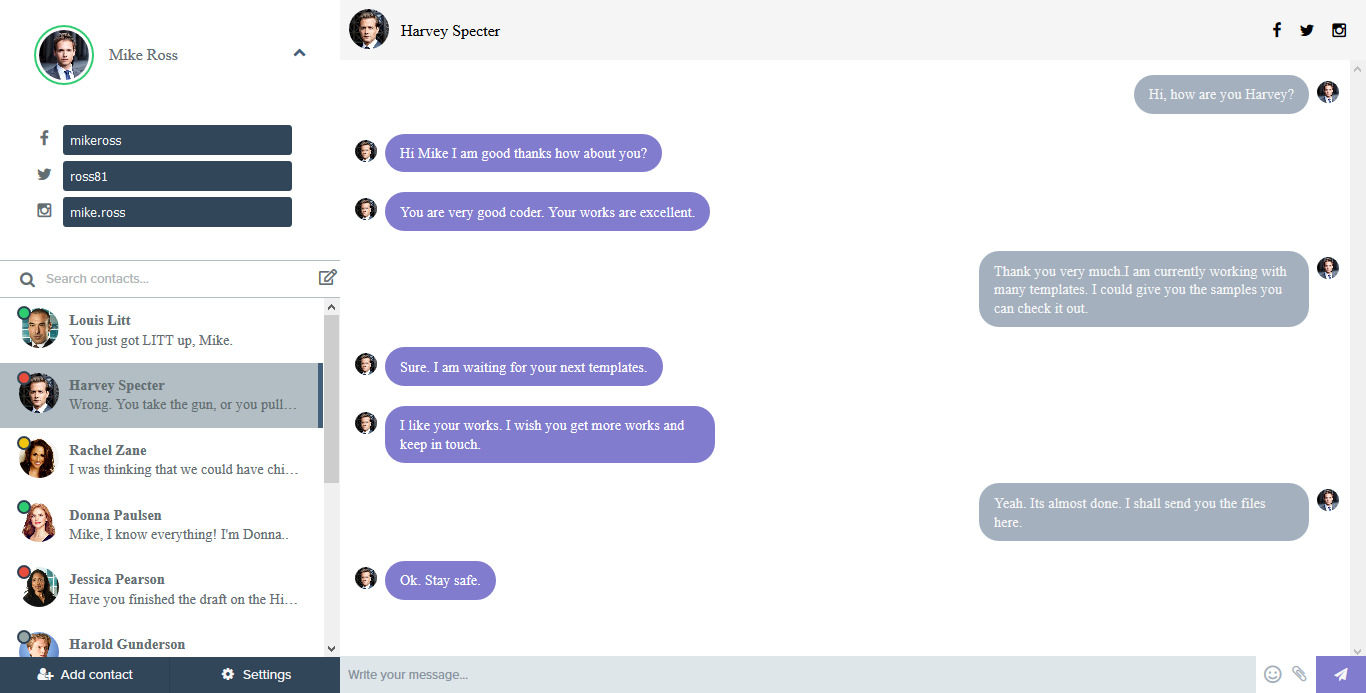 Mike Ross
mikeross
ross81
mike.ross
Search contacts...
Louis Litt
You just got LITT up, Mike.
Harvey Specter
Wrong. You take the gun, or you pull…
Rachel Zane
I was thinking that we could have chi…
Donna Paulsen
Mike, I know everything! I'm Donna..
Jessica Pearson
Have you finished the draft on the Hi…
Harold Gunderson
Add contact
Settings
Harvey Specter
Hi, how are you Harvey?
Hi Mike I am good thanks how about you?
You are very good coder. Your works are excellent.
Thank you very much.I am currently working with
many templates. I could give you the samples you
can check it out.
Sure. I am waiting for your next templates.
I like your works. I wish you get more works and
keep in touch.
Yeah. Its almost done. I shall send you the files
here.
Ok. Stay safe.
Write your message...